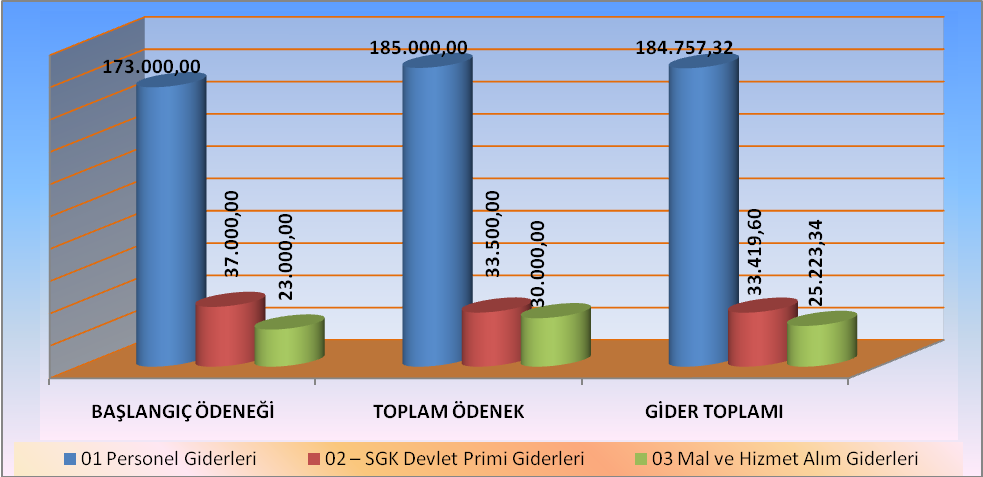 173.000,00
185.000,00
184.757,32
37.000,00
23.000,00
33.500,00
30.000,00
33.419,60
25.223,34
BAŞLANGIÇ ÖDENEĞİ
TOPLAM ÖDENEK
GİDER TOPLAMI
01 Personel Giderleri
02 – SGK Devlet Primi Giderleri
03 Mal ve Hizmet Alım Giderleri